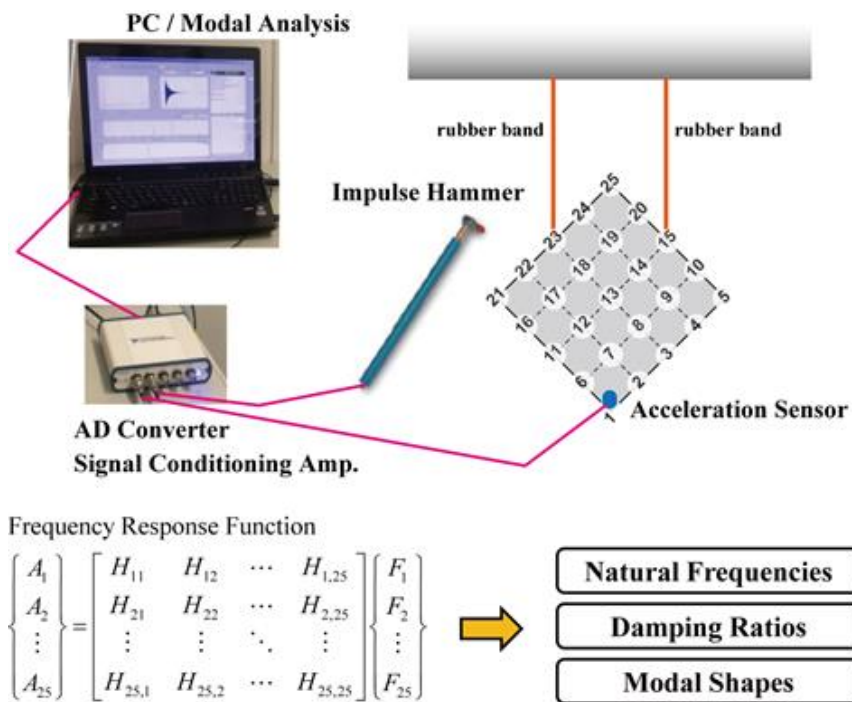 PC / Modal Analysis
rubber band
rubber band
Impulse Hammer
25
24
20
23
19
15
22
18
14
10
21
17
13
9
5
16
12
8
4
11
7
3
6
2
1
Acceleration Sensor
AD Converter
Signal Conditioning Amp.
Frequency Response Function
{A₁ A₂ ⋮ A₂₅} = [H₁₁ H₁₂ ⋯ H₁,₂₅
H₂₁ H₂₂ ⋯ H₂,₂₅
⋮ ⋮ ⋱ ⋮
H₂₅,₁ H₂₅,₂ ⋯ H₂₅,₂₅] {F₁ F₂ ⋮ F₂₅}
Natural Frequencies
Damping Ratios
Modal Shapes